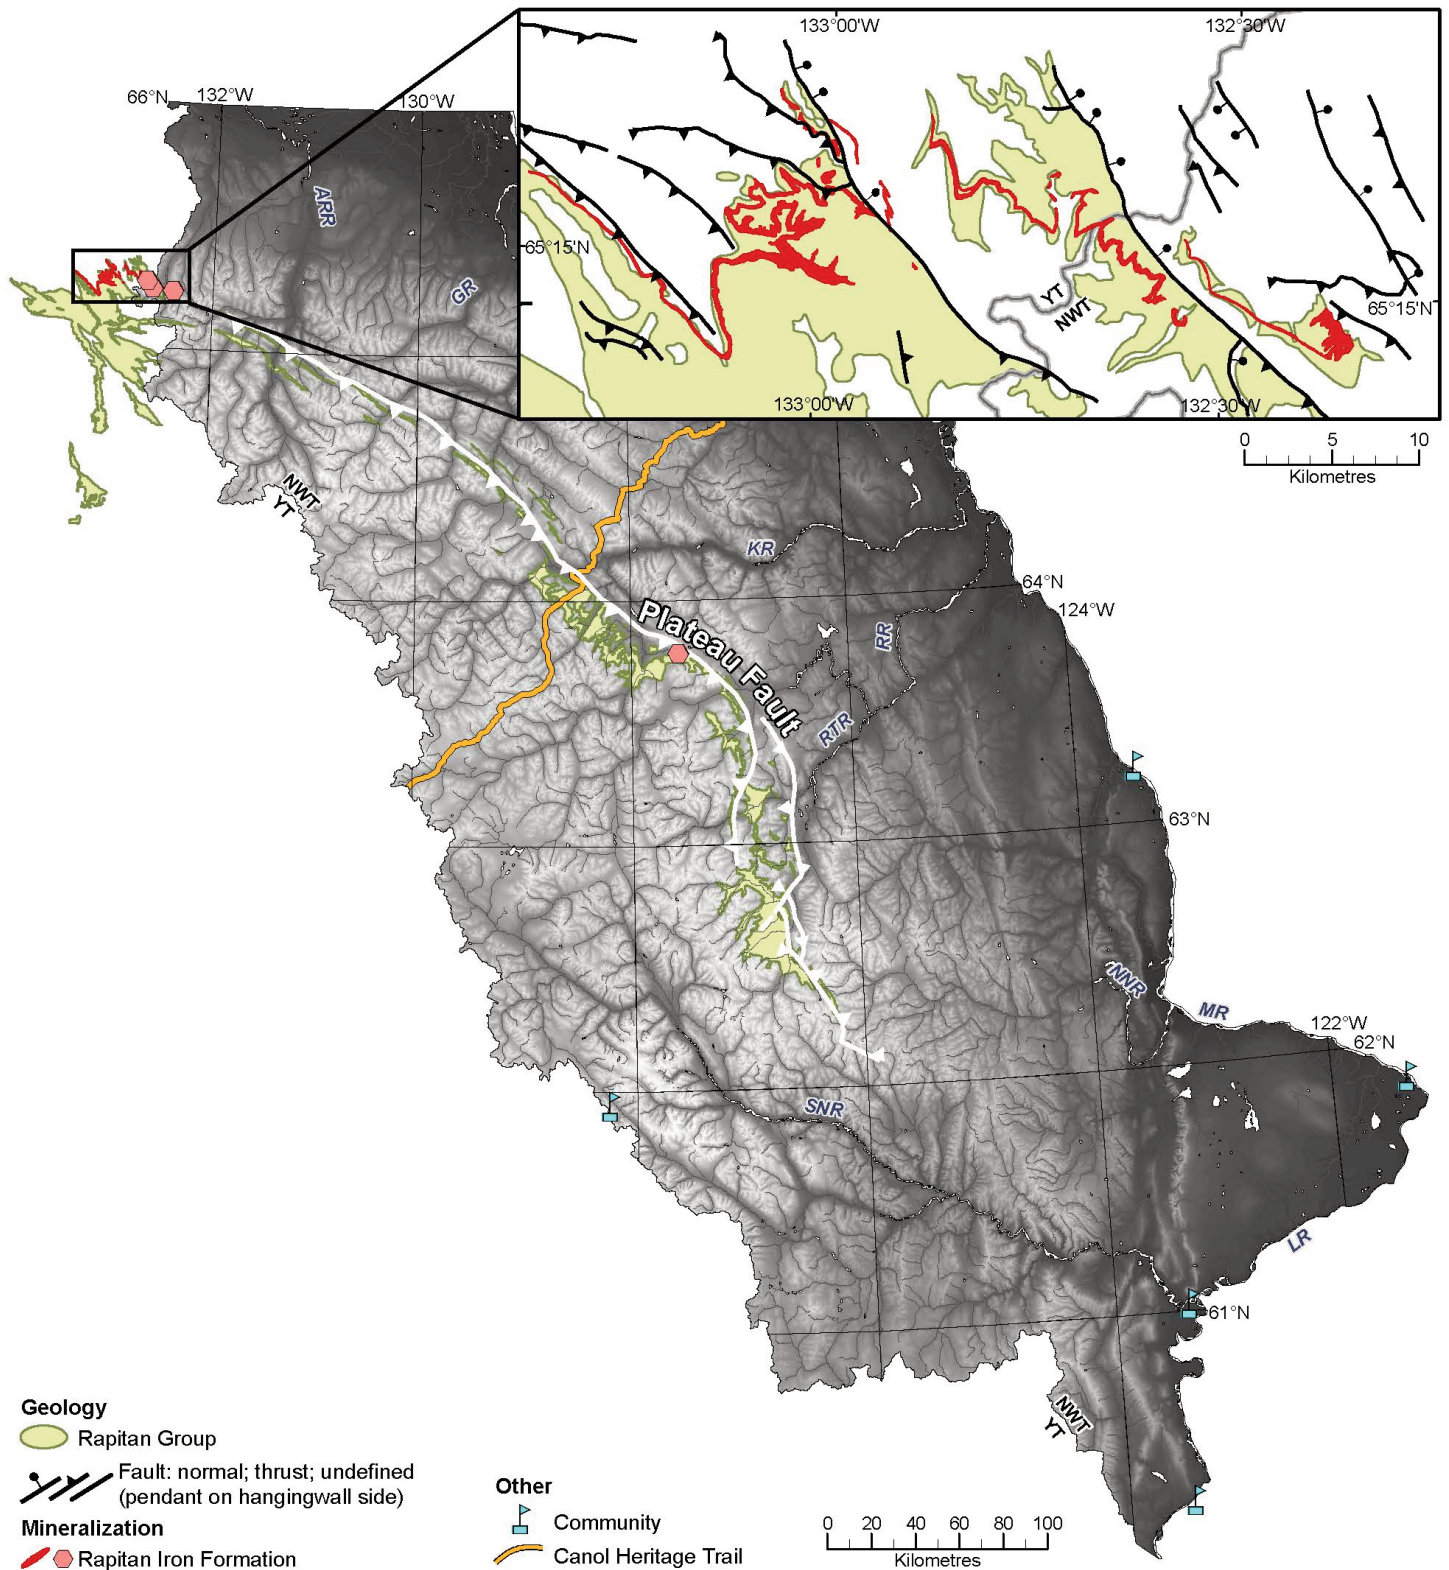 133°00'W
132°30'W
66°N
132°W
130°W
ARR
65°15'N
GR
YT
NWT
65°15'N
133°00'W
132°30'W
0 5 10
Kilometres
NWT
YT
KR
64°N
124°W
Plateau Fault
RR
RTR
63°N
NNR
MR
122°W
62°N
SNR
LR
61°N
NWT
YT
Geology
Rapitan Group
Fault: normal; thrust; undefined
(pendant on hangingwall side)
Mineralization
Rapitan Iron Formation
Other
Community
Canol Heritage Trail
0 20 40 60 80 100
Kilometres